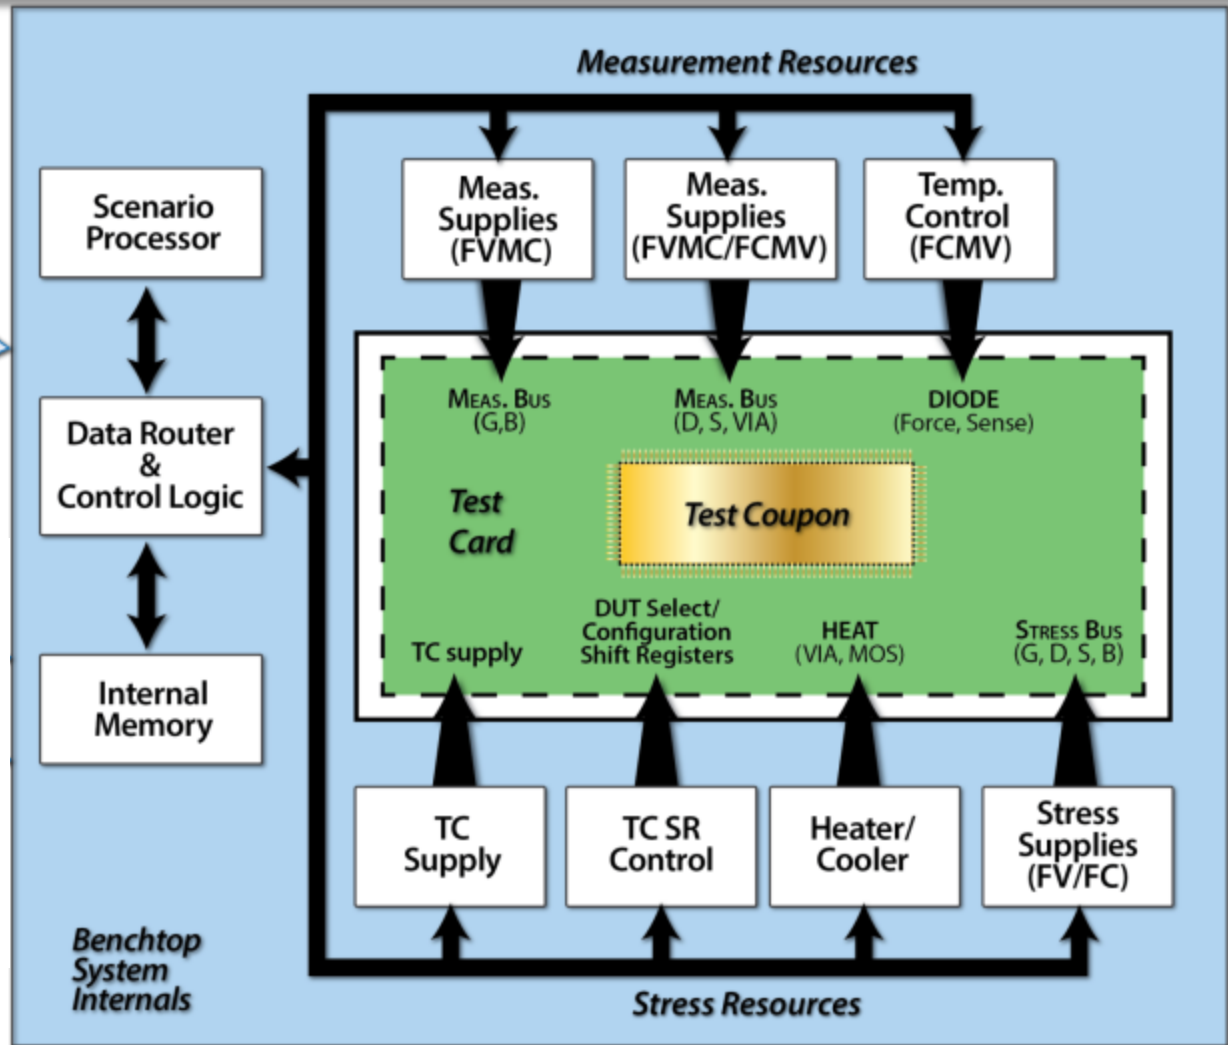 Measurement Resources
Scenario
Processor
Meas.
Supplies
(FVMC)
Meas.
Supplies
(FVMC/FCMV)
Temp.
Control
(FCMV)
Data Router
&
Control Logic
MEAS. BUS
(G,B)
MEAS. BUS
(D, S, VIA)
DIODE
(Force, Sense)
Test
Card
Test Coupon
TC supply
DUT Select/
Configuration
Shift Registers
HEAT
(VIA, MOS)
STRESS BUS
(G, D, S, B)
Internal
Memory
TC
Supply
TC SR
Control
Heater/
Cooler
Stress
Supplies
(FV/FC)
Benchtop
System
Internals
Stress Resources